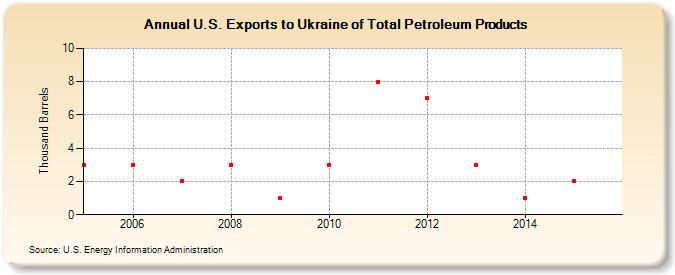 Annual U.S. Exports to Ukraine of Total Petroleum Products
Thousand Barrels
10
8
6
4
2
0
2006 2008 2010 2012 2014
Source: U.S. Energy Information Administration